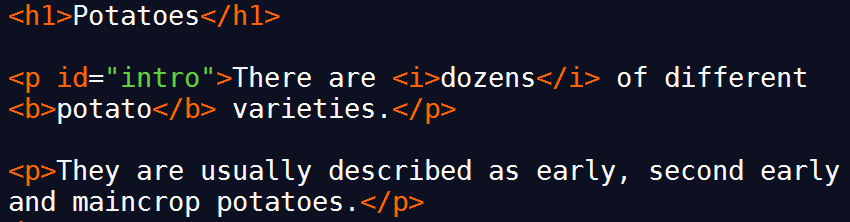 <h1>Potatoes</h1>
<p id="intro">There are <i>dozens</i> of different
<b>potato</b> varieties.</p>
<p>They are usually described as early, second early
and maincrop potatoes.</p>